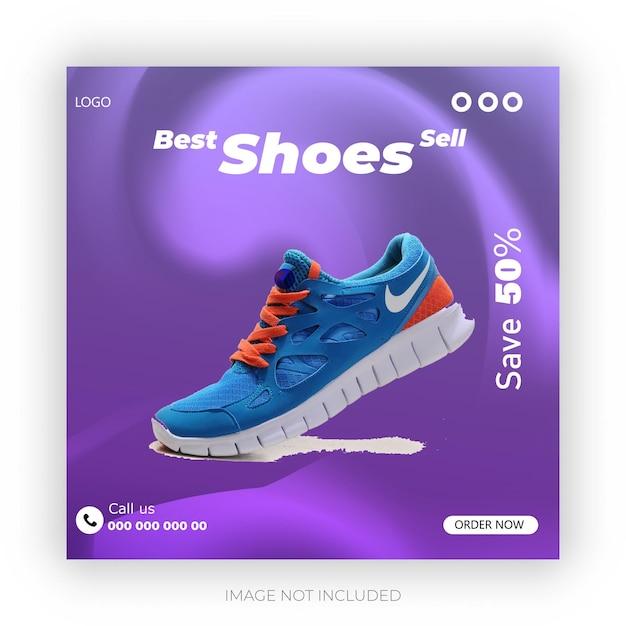 LOGO
Best Shoes Sell
Save 50%
Call us
000 000 000 00
ORDER NOW
IMAGE NOT INCLUDED